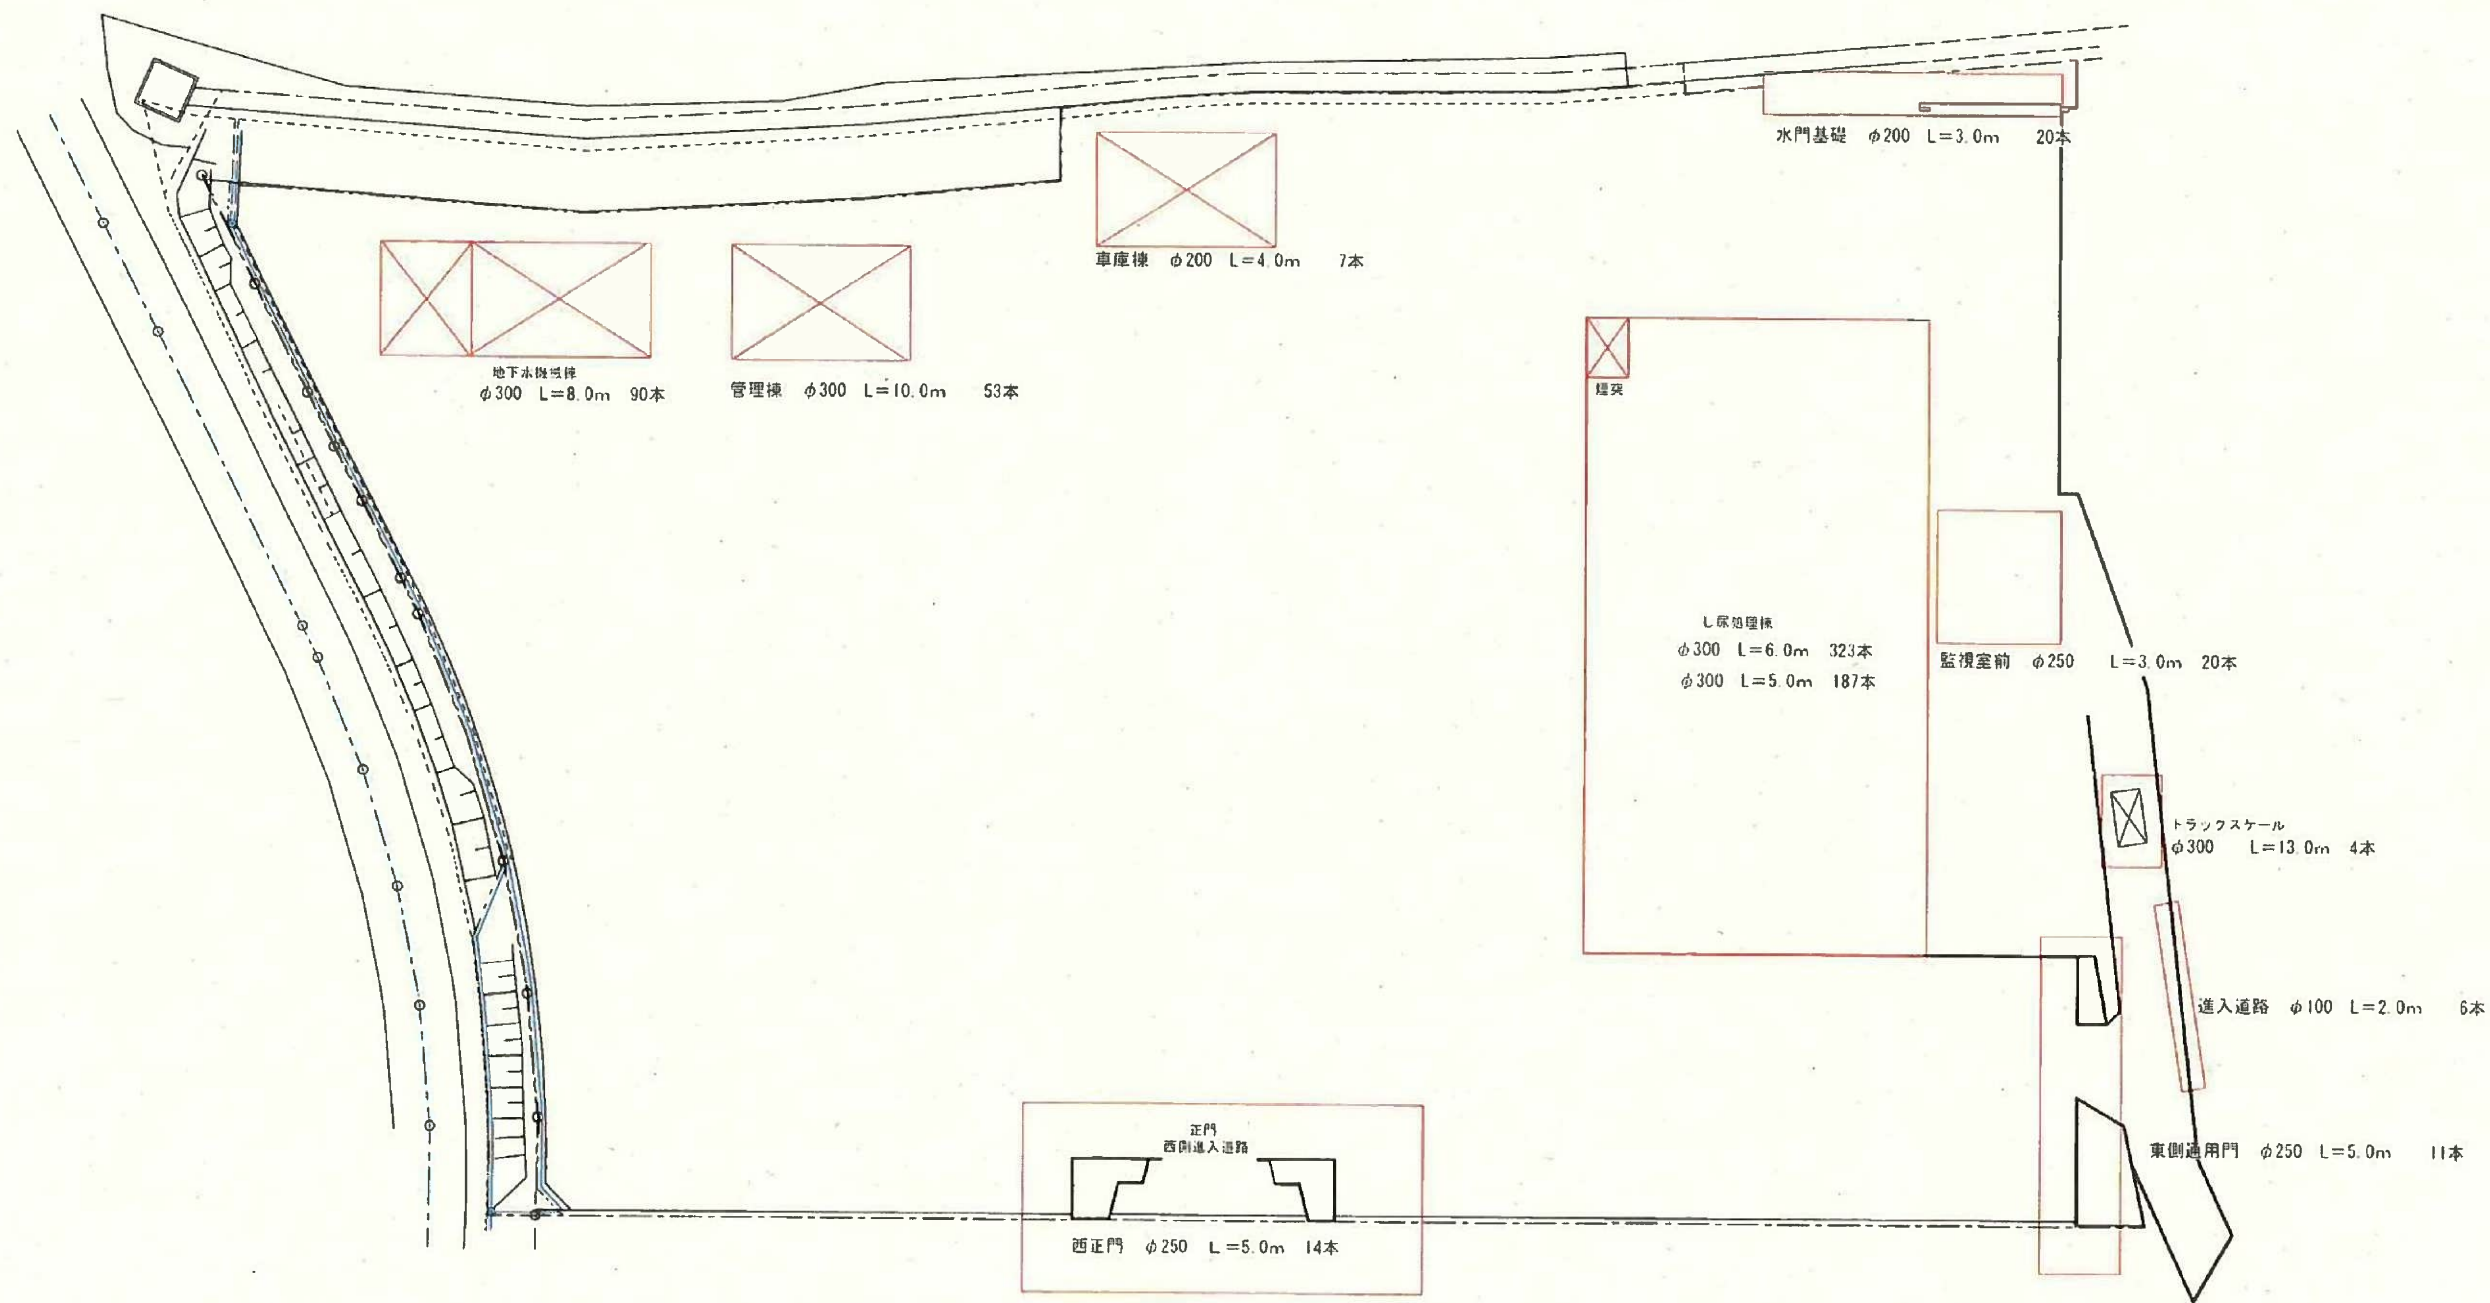 水門基礎 φ200 L=3.0m 20本
車庫棟 φ200 L=4.0m 7本
地下水機械棟
φ300 L=8.0m 90本
管理棟 φ300 L=10.0m 53本
煙突
し尿処理棟
φ300 L=6.0m 323本
φ300 L=5.0m 187本
監視室前 φ250 L=3.0m 20本
トラックスケール
φ300 L=13.0m 4本
進入道路 φ100 L=2.0m 6本
正門
西側進入道路
東側通用門 φ250 L=5.0m 11本
西正門 φ250 L=5.0m 14本